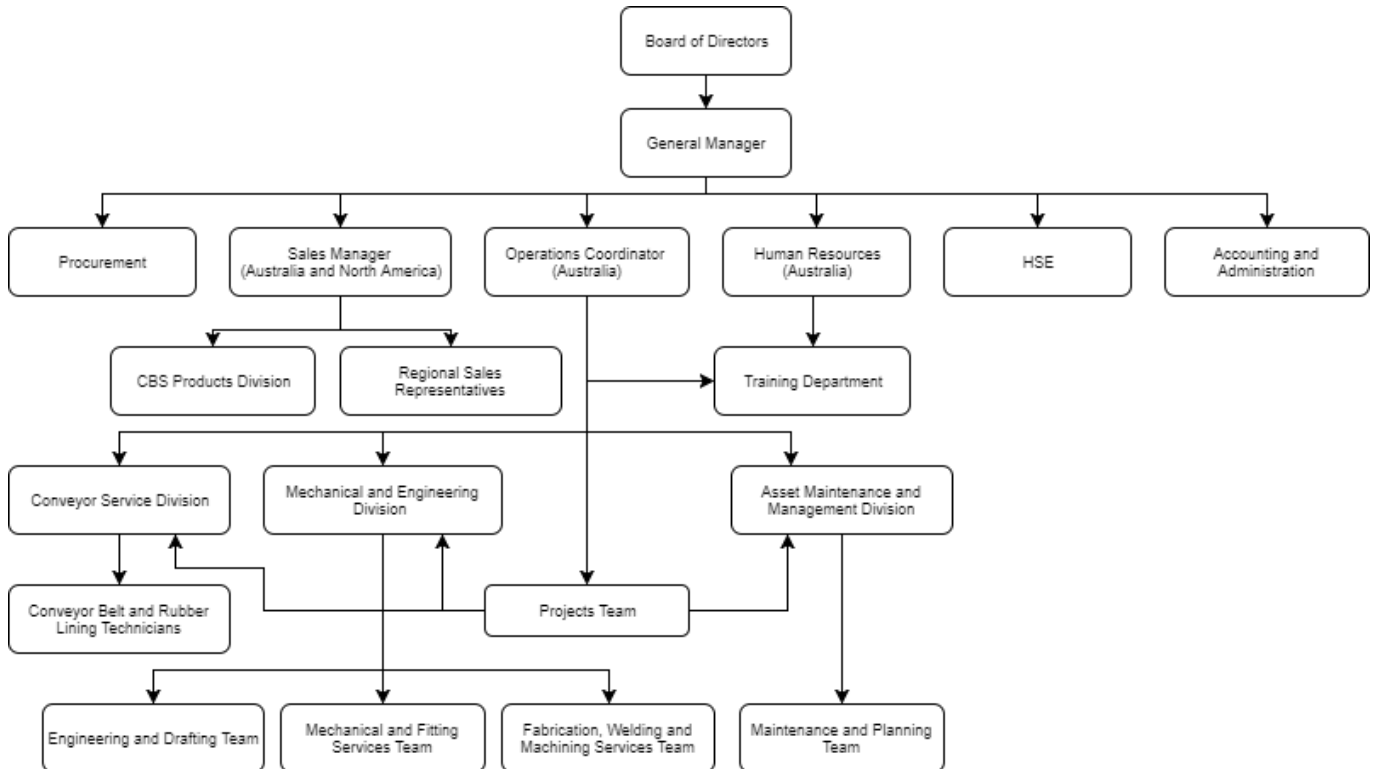 Board of Directors
General Manager
Procurement
Sales Manager
(Australia and North America)
Operations Coordinator
(Australia)
Human Resources
(Australia)
HSE
Accounting and
Administration
CBS Products Division
Regional Sales
Representatives
Training Department
Conveyor Service Division
Mechanical and Engineering
Division
Asset Maintenance and
Management Division
Conveyor Belt and Rubber
Lining Technicians
Projects Team
Engineering and Drafting Team
Mechanical and Fitting
Services Team
Fabrication, Welding and
Machining Services Team
Maintenance and Planning
Team